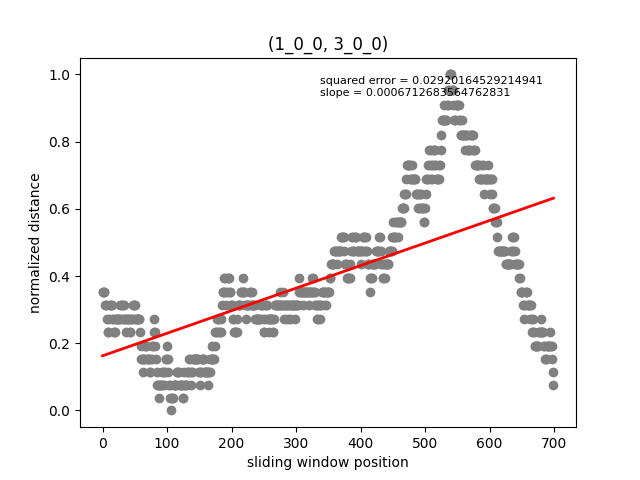 (1_0_0, 3_0_0)
squared error = 0.02920164529214941
slope = 0.0006712683564762831
1.0
0.8
0.6
0.4
0.2
0.0
normalized distance
0 100 200 300 400 500 600 700
sliding window position